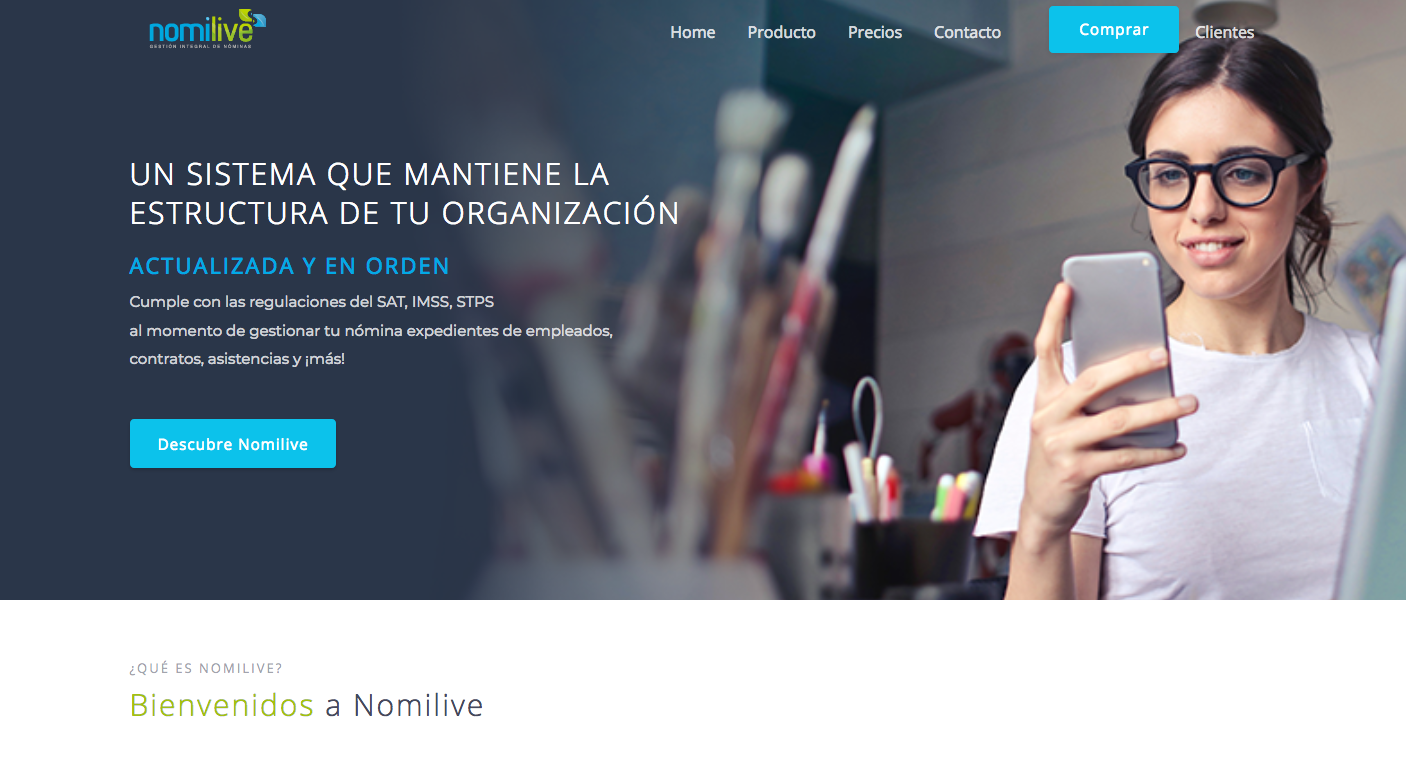 nomilive
GESTIÓN INTEGRAL DE NÓMINAS
Home
Producto
Precios
Contacto
Comprar
Clientes
UN SISTEMA QUE MANTIENE LA
ESTRUCTURA DE TU ORGANIZACIÓN
ACTUALIZADA Y EN ORDEN
Cumple con las regulaciones del SAT, IMSS, STPS
al momento de gestionar tu nómina expedientes de empleados,
contratos, asistencias y ¡más!
Descubre Nomilive
¿QUÉ ES NOMILIVE?
Bienvenidos a Nomilive